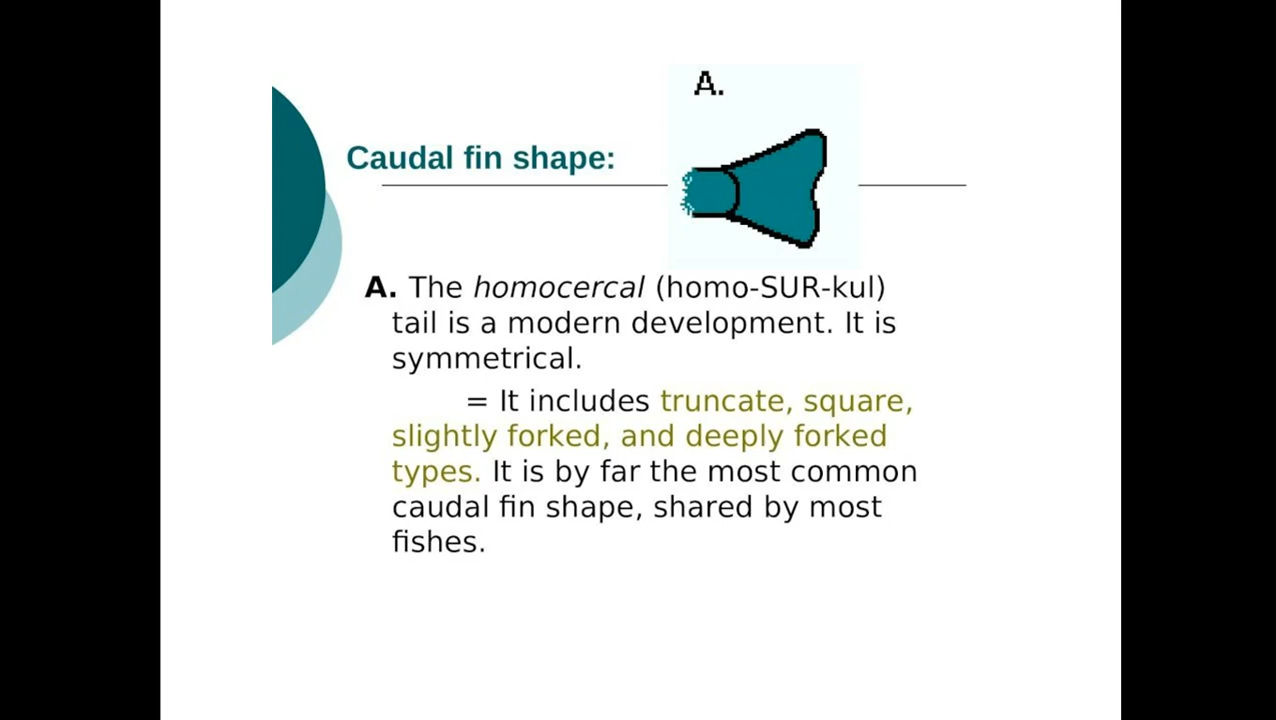 A.
Caudal fin shape:
A. The homocercal (homo-SUR-kul)
tail is a modern development. It is
symmetrical.
= It includes truncate, square,
slightly forked, and deeply forked
types. It is by far the most common
caudal fin shape, shared by most
fishes.